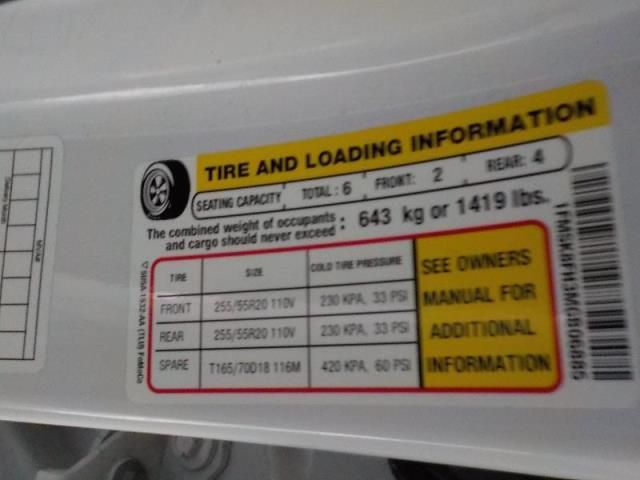 TIRE AND LOADING INFORMATION
SEATING CAPACITY TOTAL: 6 FRONT: 2 REAR: 4
The combined weight of occupants and cargo should never exceed : 643 kg or 1419 lbs.
TIRE SIZE COLD TIRE PRESSURE
FRONT 255/55R20 110V 230 KPA, 33 PSI
REAR 255/55R20 110V 230 KPA, 33 PSI
SPARE T165/70D18 116M 420 KPA, 60 PSI
SEE OWNERS
MANUAL FOR
ADDITIONAL
INFORMATION